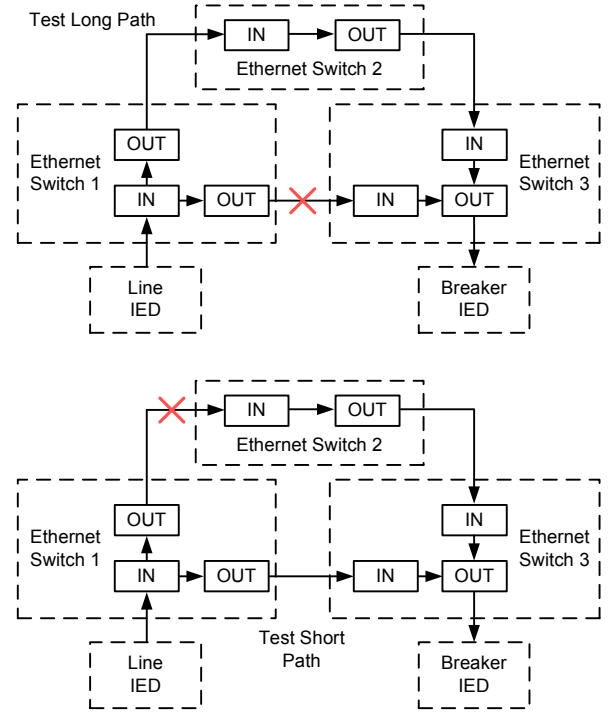 Test Long Path
IN
OUT
Ethernet Switch 2
Ethernet
Switch 1
OUT
IN
OUT
IN
IN
OUT
Ethernet
Switch 3
Line
IED
Breaker
IED
IN
OUT
Ethernet Switch 2
Ethernet
Switch 1
OUT
IN
OUT
IN
IN
OUT
Ethernet
Switch 3
Test Short
Path
Line
IED
Breaker
IED